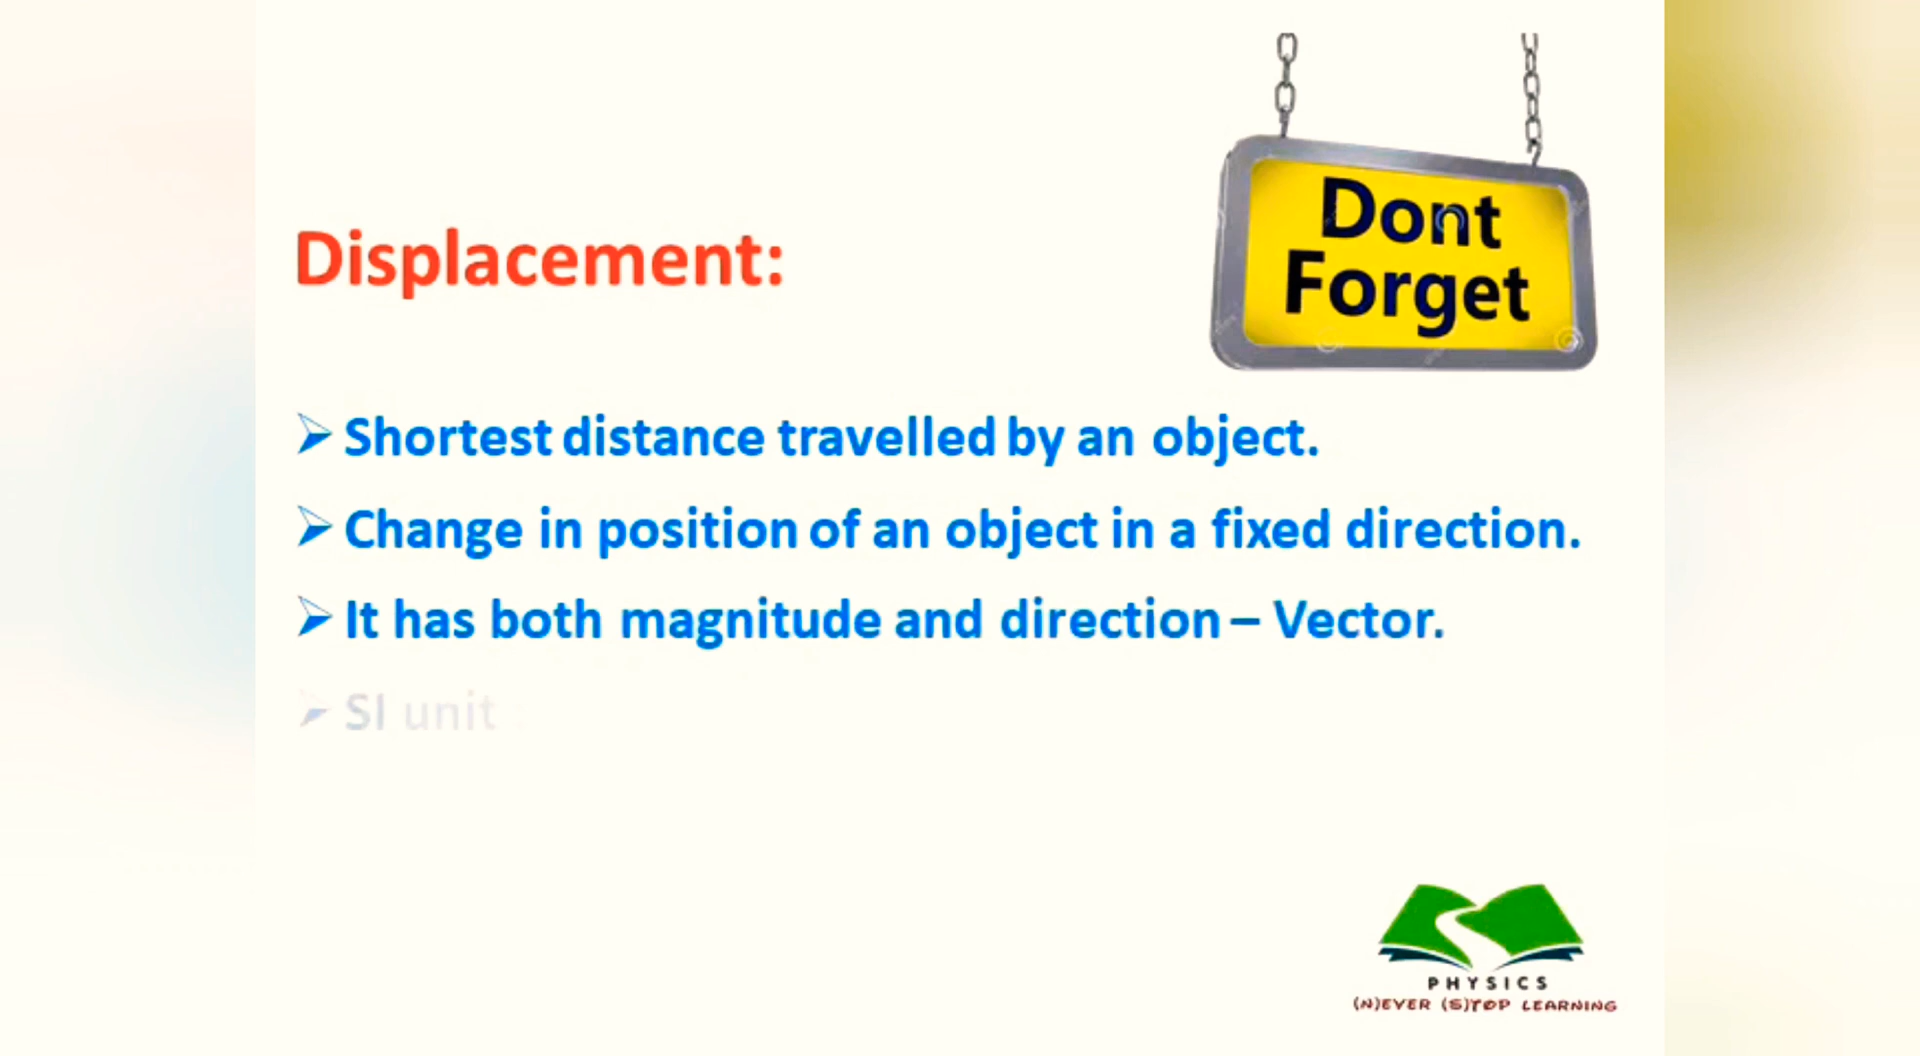 Dont
Forget
Displacement:
Shortest distance travelled by an object.
Change in position of an object in a fixed direction.
It has both magnitude and direction – Vector.
SI unit :
PHYSICS
(N)EVER (S)TOP LEARNING